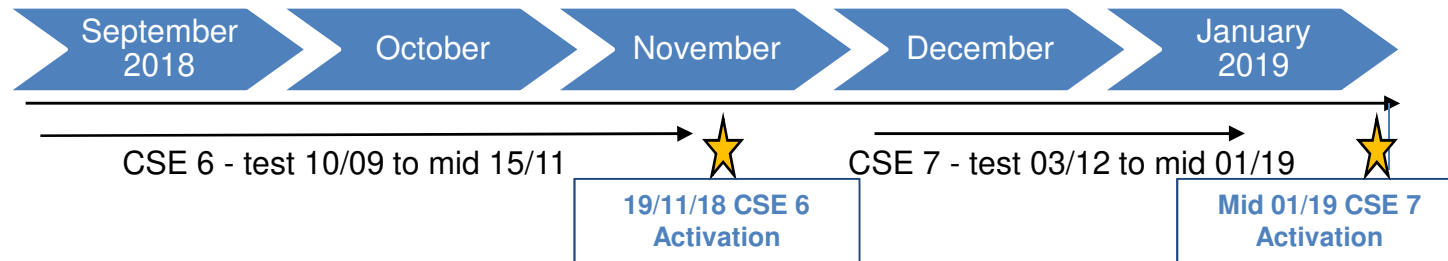 September
2018
October
November
December
January
2019
CSE 6 - test 10/09 to mid 15/11
CSE 7 - test 03/12 to mid 01/19
19/11/18 CSE 6
Activation
Mid 01/19 CSE 7
Activation